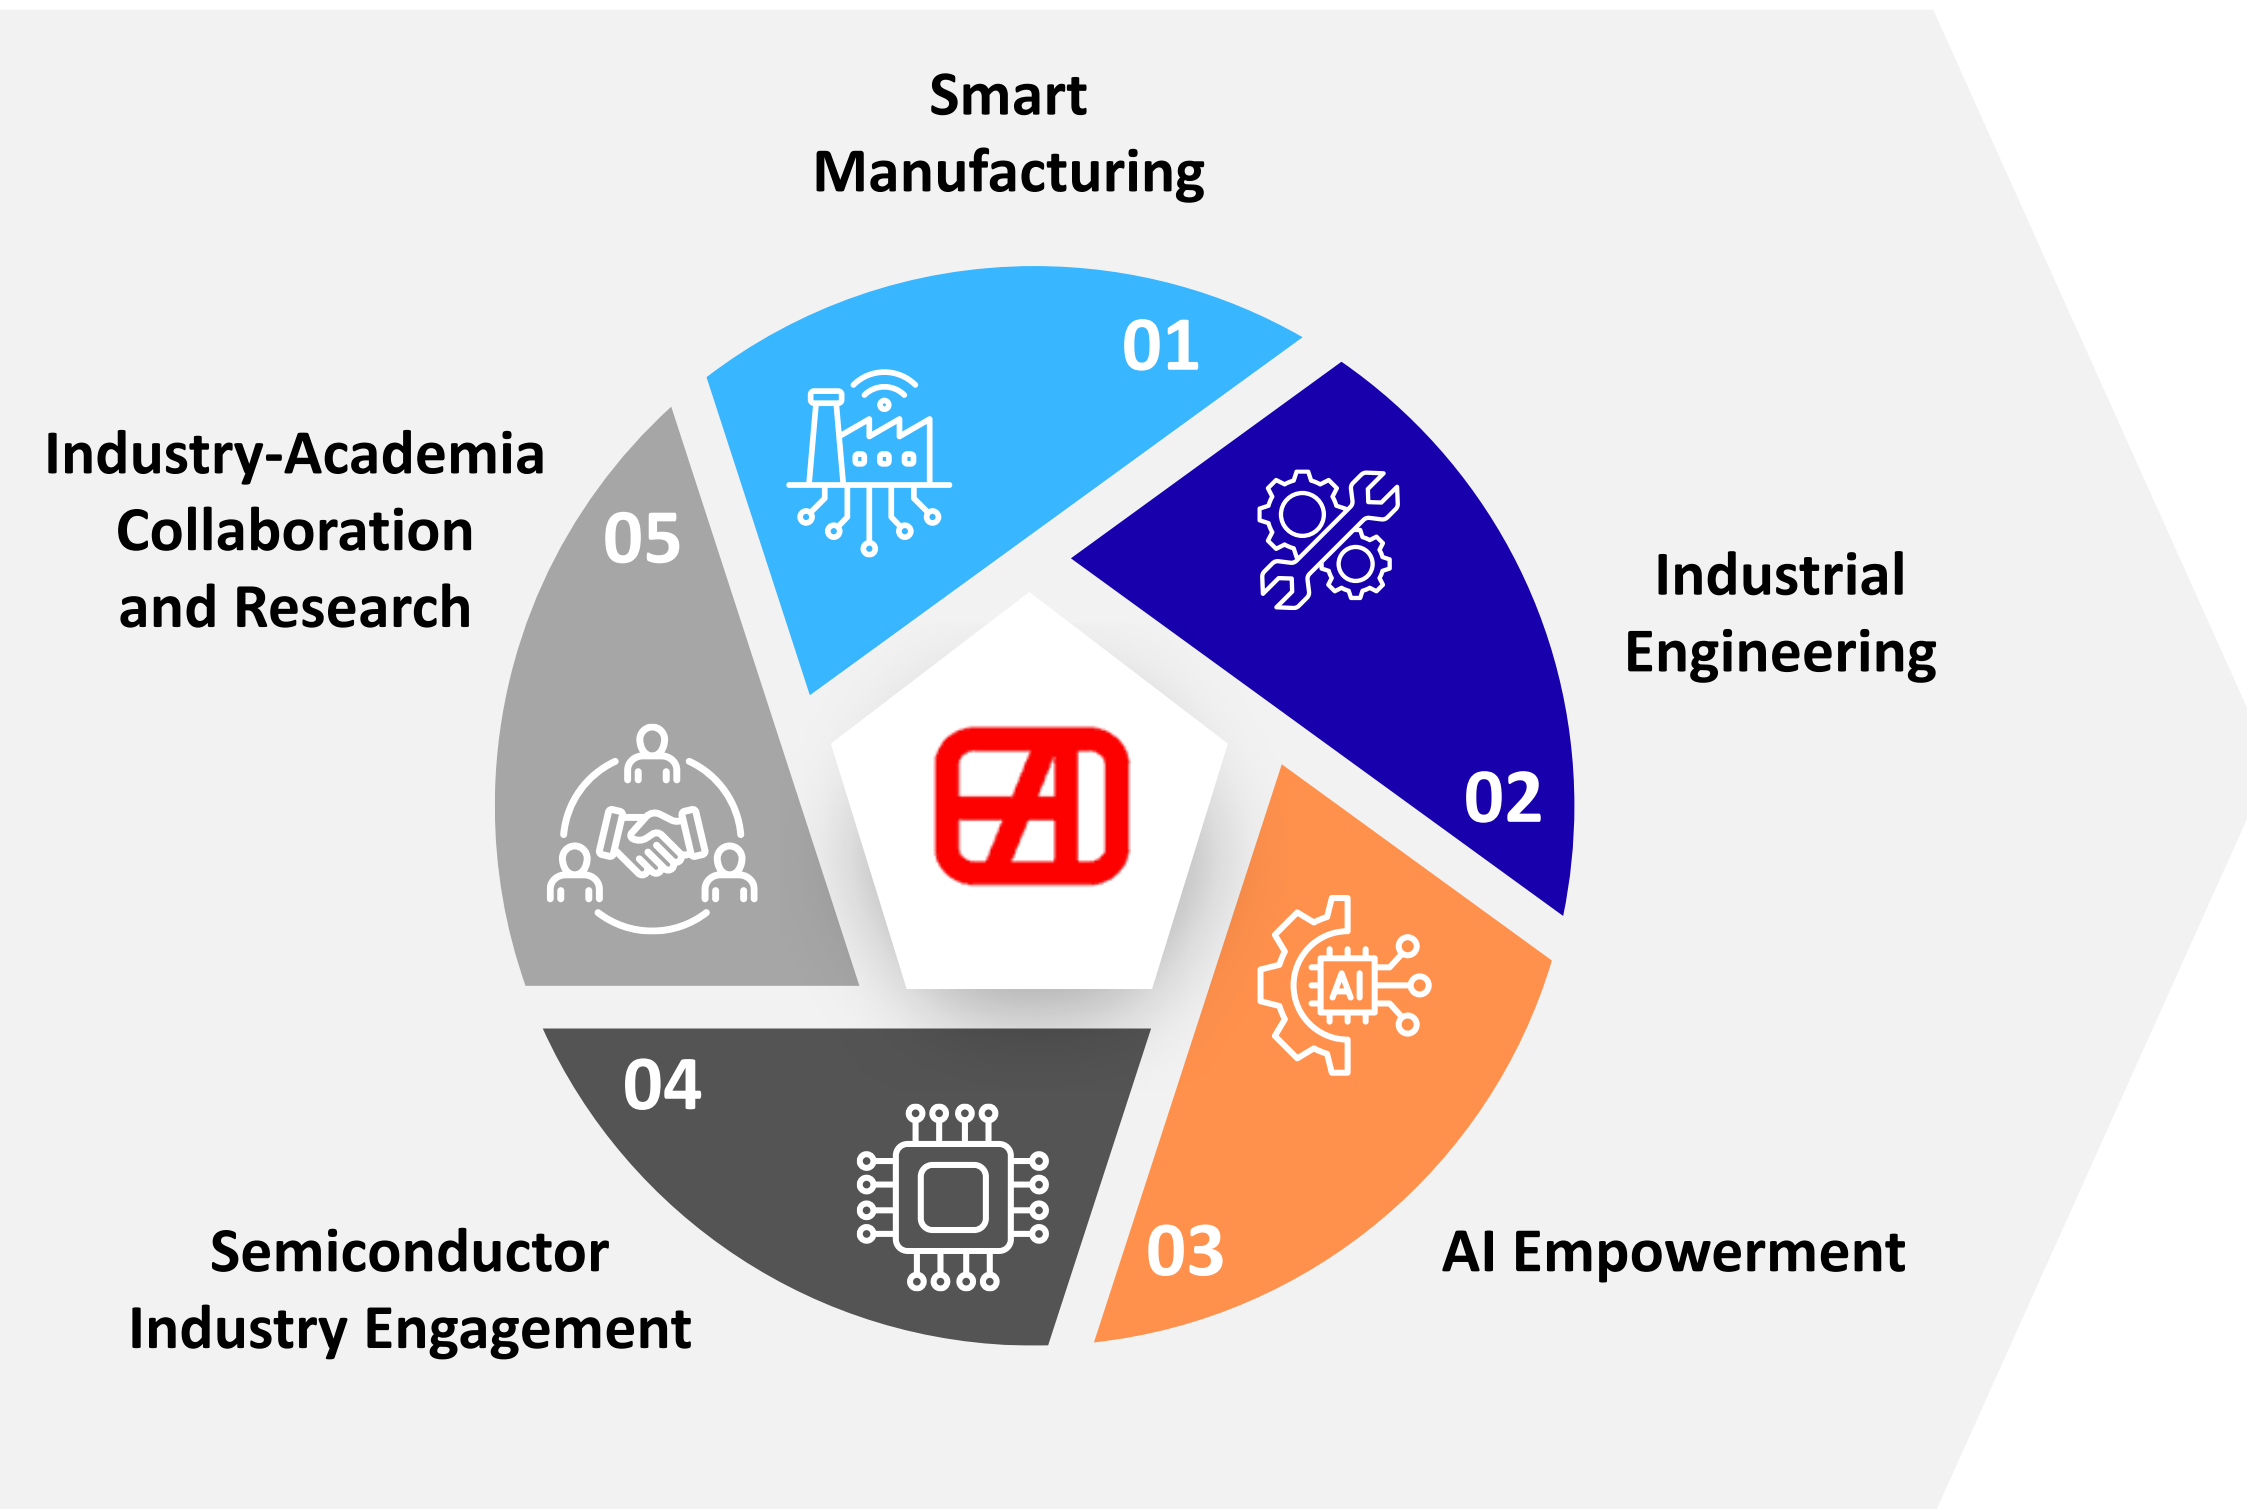 Smart
Manufacturing
01
Industrial
Engineering
02
AI
AI Empowerment
03
Semiconductor
Industry Engagement
04
Industry-Academia
Collaboration
and Research
05